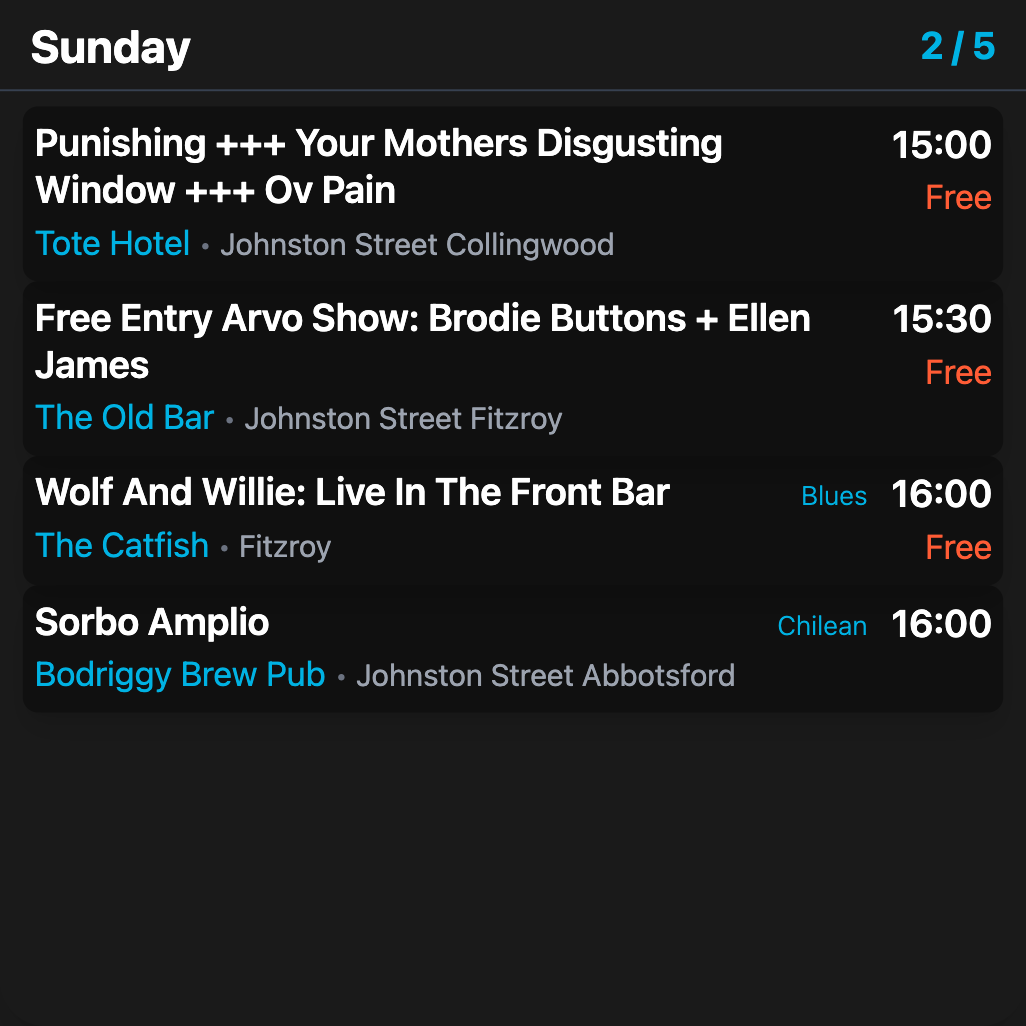 Sunday 2 / 5
Punishing +++ Your Mothers Disgusting 15:00
Window +++ Ov Pain Free
Tote Hotel • Johnston Street Collingwood
Free Entry Arvo Show: Brodie Buttons + Ellen 15:30
James Free
The Old Bar • Johnston Street Fitzroy
Wolf And Willie: Live In The Front Bar Blues 16:00
The Catfish • Fitzroy Free
Sorbo Amplio Chilean 16:00
Bodriggy Brew Pub • Johnston Street Abbotsford